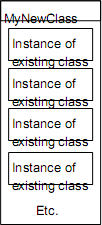 MyNewClass
Instance of
existing class
Instance of
existing class
Instance of
existing class
Instance of
existing class
Etc.